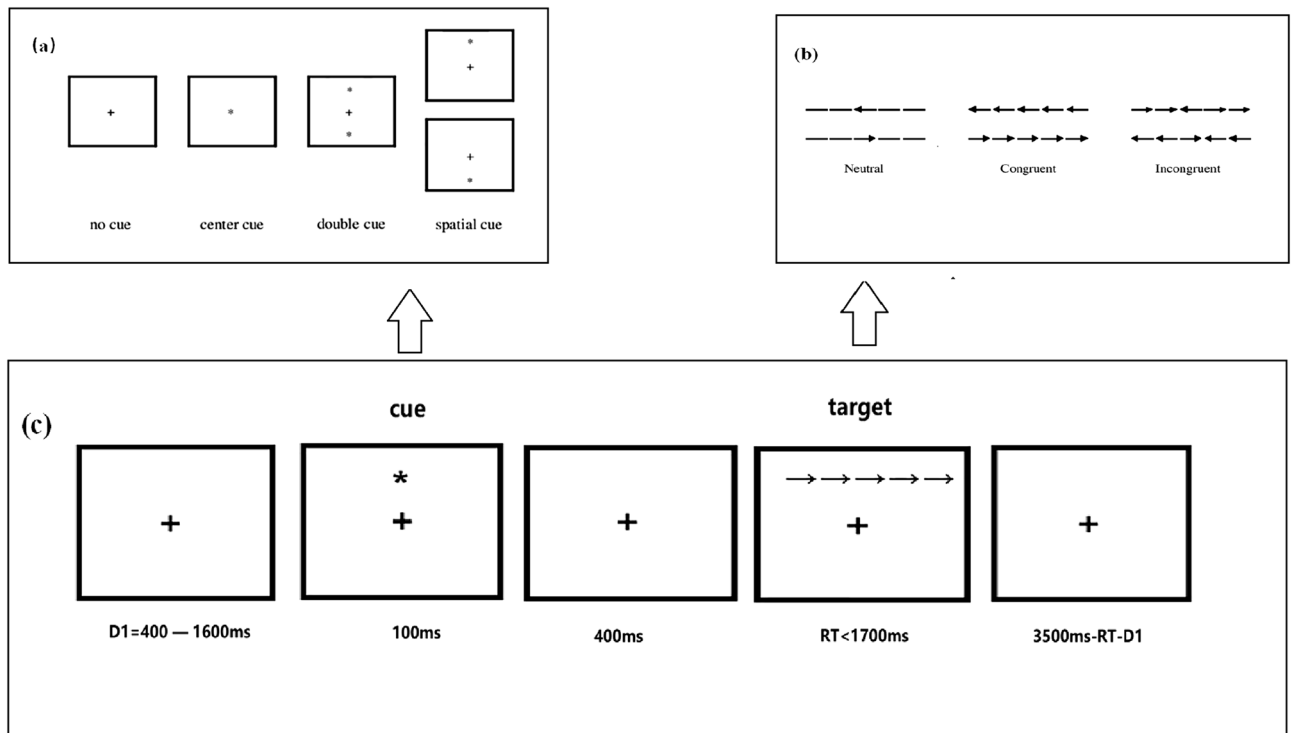 (a)
no cue
center cue
double cue
spatial cue
(b)
Neutral
Congruent
Incongruent
(c)
cue
target
D1=400 — 1600ms
100ms
400ms
RT<1700ms
3500ms-RT-D1